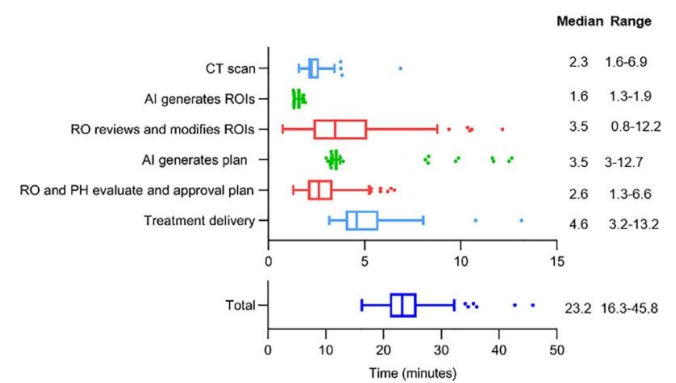 Median Range
CT scan 2.3 1.6-6.9
AI generates ROIs 1.6 1.3-1.9
RO reviews and modifies ROIs 3.5 0.8-12.2
AI generates plan 3.5 3-12.7
RO and PH evaluate and approval plan 2.6 1.3-6.6
Treatment delivery 4.6 3.2-13.2
0 5 10 15
Total 23.2 16.3-45.8
0 10 20 30 40 50
Time (minutes)